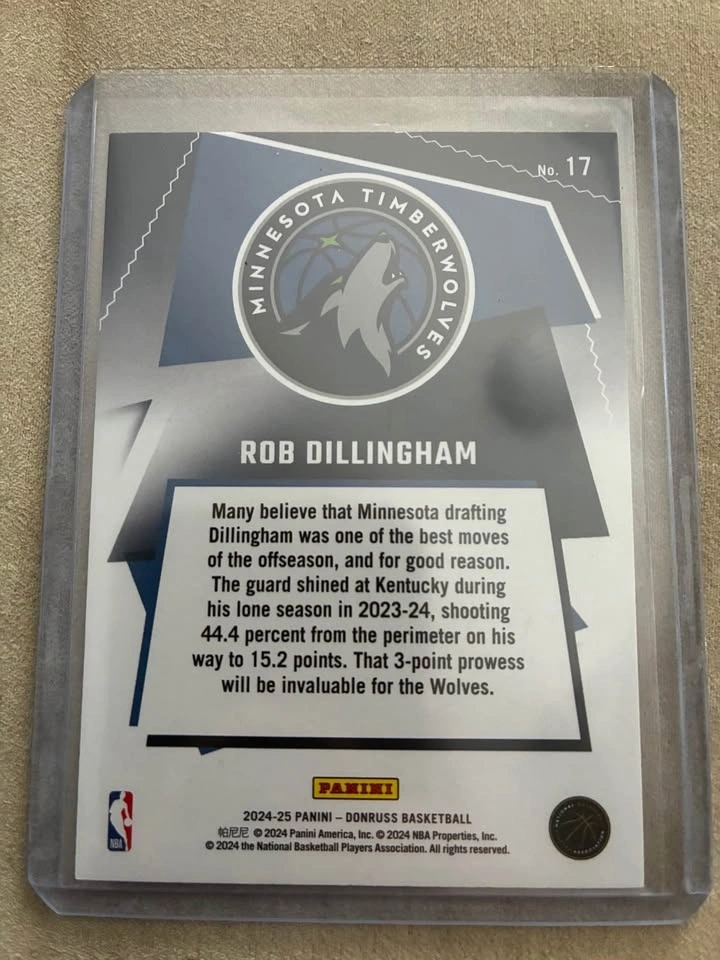 No. 17
MINNESOTA TIMBERWOLVES
ROB DILLINGHAM
Many believe that Minnesota drafting
Dillingham was one of the best moves
of the offseason, and for good reason.
The guard shined at Kentucky during
his lone season in 2023-24, shooting
44.4 percent from the perimeter on his
way to 15.2 points. That 3-point prowess
will be invaluable for the Wolves.
PANINI
2024-25 PANINI – DONRUSS BASKETBALL
帕尼尼 © 2024 Panini America, Inc. © 2024 NBA Properties, Inc.
© 2024 the National Basketball Players Association. All rights reserved.
NBA